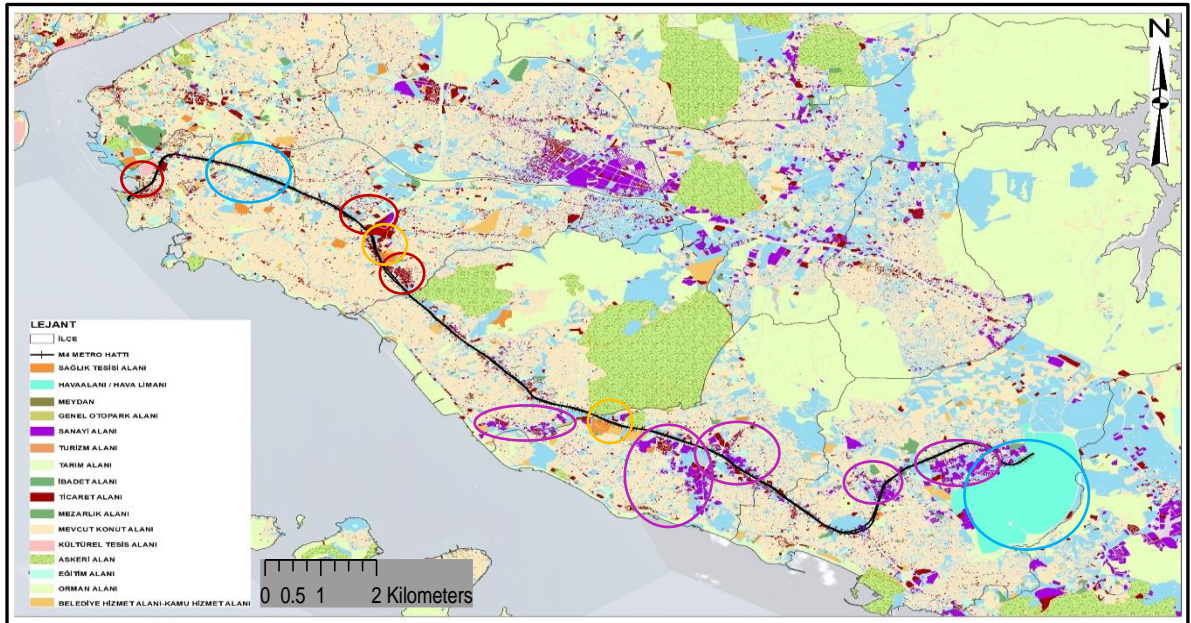 N
LEJANT
İLÇE
M4 METRO HATTI
SAĞLIK TESİSİ ALANI
HAVAALANI / HAVA LİMANI
MEYDAN
GENEL OTOPARK ALANI
SANAYİ ALANI
TURİZM ALANI
TARIM ALANI
İBADET ALANI
TİCARET ALANI
MEZARLIK ALANI
MEVCUT KONUT ALANI
KÜLTÜREL TESİS ALANI
ASKERİ ALAN
EĞİTİM ALANI
ORMAN ALANI
BELEDİYE HİZMET ALANI-KAMU HİZMET ALANI
0 0.5 1 2 Kilometers